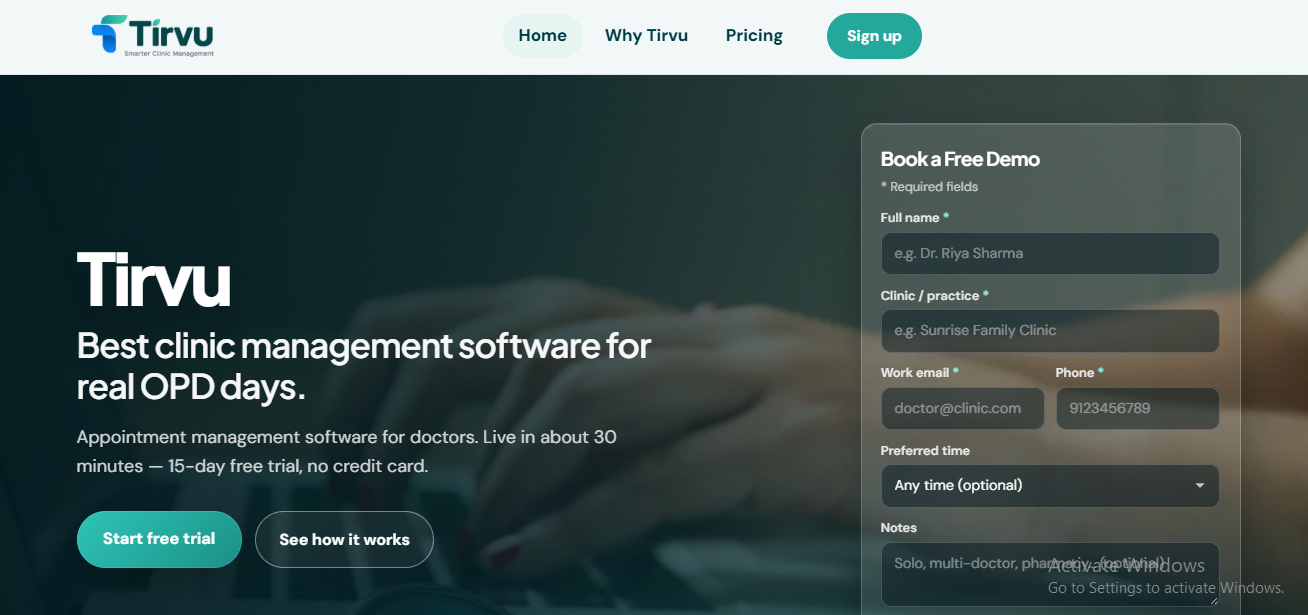 Tirvu
Smarter Clinic Management
Home
Why Tirvu
Pricing
Sign up
Tirvu
Best clinic management software for
real OPD days.
Appointment management software for doctors. Live in about 30
minutes — 15-day free trial, no credit card.
Start free trial
See how it works
Book a Free Demo
* Required fields
Full name *
e.g. Dr. Riya Sharma
Clinic / practice *
e.g. Sunrise Family Clinic
Work email *
Phone *
doctor@clinic.com
9123456789
Preferred time
Any time (optional)
Notes
Solo, multi-doctor, pharmacy… (optional)
Activate Windows
Go to Settings to activate Windows.